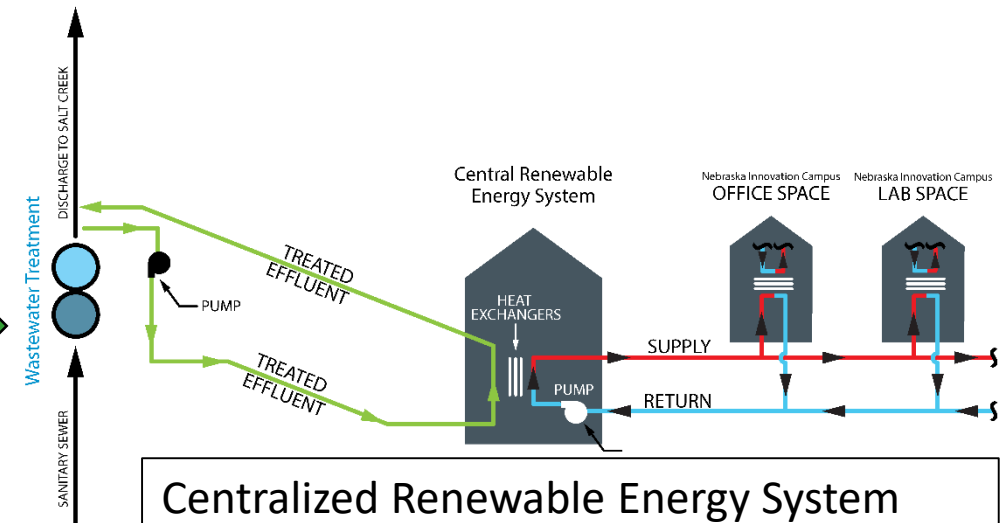 DISCHARGE TO SALT CREEK
Wastewater Treatment
SANITARY SEWER
PUMP
TREATED
EFFLUENT
TREATED
EFFLUENT
Central Renewable
Energy System
HEAT
EXCHANGERS
PUMP
SUPPLY
RETURN
Nebraska Innovation Campus
OFFICE SPACE
Nebraska Innovation Campus
LAB SPACE
Centralized Renewable Energy System